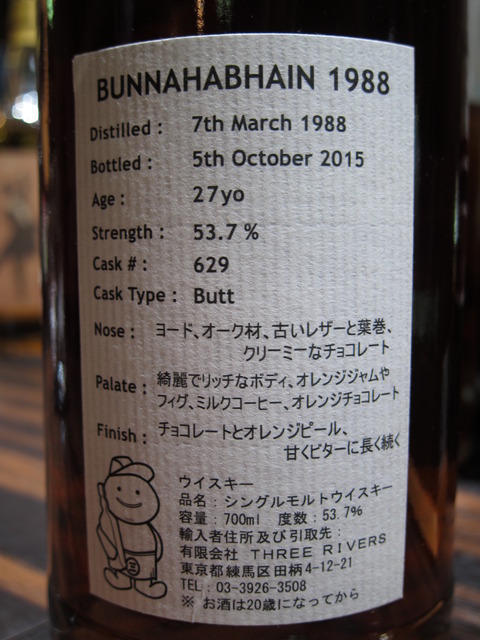 BUNNAHABHAIN 1988
Distilled : 7th March 1988
Bottled : 5th October 2015
Age : 27yo
Strength : 53.7 %
Cask # : 629
Cask Type : Butt
Nose : ヨード、オーク材、古いレザーと葉巻、
クリーミーなチョコレート
Palate : 綺麗でリッチなボディ、オレンジジャムや
フィグ、ミルクコーヒー、オレンジチョコレート
Finish : チョコレートとオレンジピール、
甘くビターに長く続く
ウイスキー
品名：シングルモルトウイスキー
容量：700ml 度数：53.7%
輸入者住所及び引取先：
有限会社 THREE RIVERS
東京都練馬区田柄4-12-21
TEL：03-3926-3508
※ お酒は20歳になってから